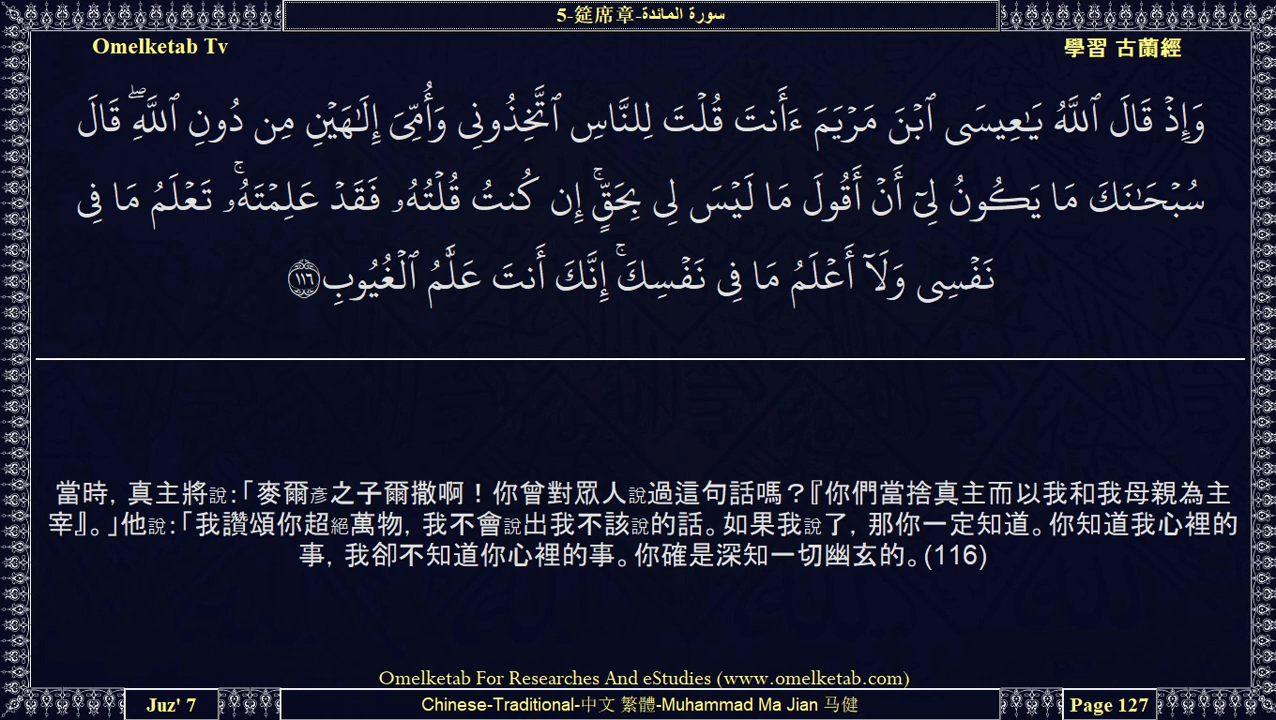 5-筵席章-سورة المائدة
Omelketab Tv
學習 古蘭經
وَإِذۡ قَالَ ٱللَّهُ يَـٰعِيسَى ٱبۡنَ مَرۡيَمَ ءَأَنتَ قُلۡتَ لِلنَّاسِ ٱتَّخِذُونِى وَأُمِّىَ إِلَـٰهَيۡنِ مِن دُونِ ٱللَّهِۖ قَالَ
سُبۡحَـٰنَكَ مَا يَكُونُ لِىٓ أَنۡ أَقُولَ مَا لَيۡسَ لِى بِحَقٍّۚ إِن كُنتُ قُلۡتُهُۥ فَقَدۡ عَلِمۡتَهُۥۚ تَعۡلَمُ مَا فِى
نَفۡسِى وَلَآ أَعۡلَمُ مَا فِى نَفۡسِكَۚ إِنَّكَ أَنتَ عَلَّـٰمُ ٱلۡغُيُوبِ ١١٦
當時, 真主將說:「麥爾彥之子爾撒啊！你曾對眾人說過這句話嗎？『你們當捨真主而以我和我母親為主
宰』。」他說:「我讚頌你超絕萬物, 我不會說出我不該說的話。如果我說了, 那你一定知道。你知道我心裡的
事, 我卻不知道你心裡的事。你確是深知一切幽玄的。(116)
Omelketab For Researches And eStudies (www.omelketab.com)
Juz' 7
Chinese-Traditional-中文 繁體-Muhammad Ma Jian 马健
Page 127